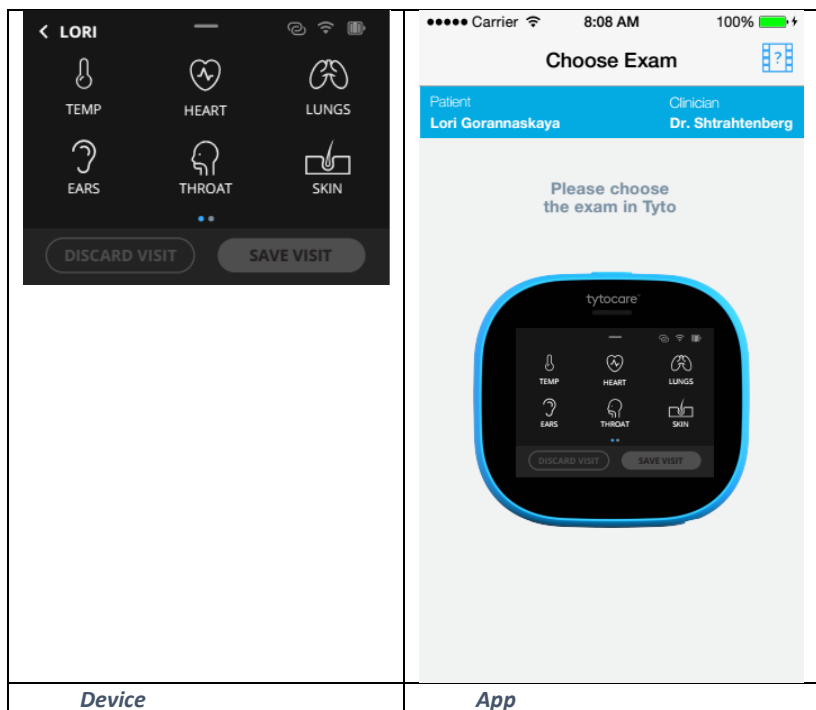 LORI
TEMP HEART LUNGS
EARS THROAT SKIN
DISCARD VISIT SAVE VISIT
Device
Carrier 8:08 AM 100%
Choose Exam
?
Patient Clinician
Lori Gorannaskaya Dr. Shtrahtenberg
Please choose
the exam in Tyto
tytocare™
TEMP HEART LUNGS
EARS THROAT SKIN
DISCARD VISIT SAVE VISIT
App